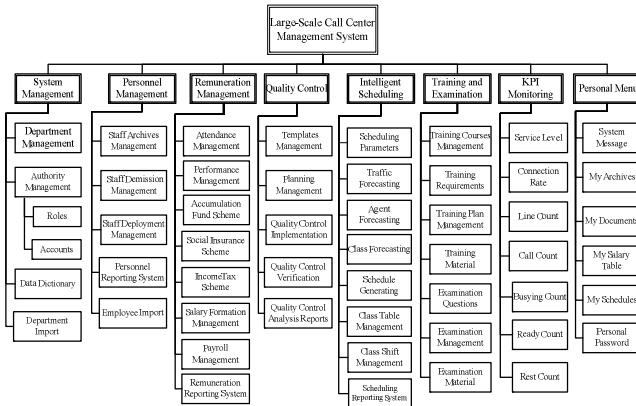 Large-Scale Call Center
Management System
System
Management
Personnel
Management
Remuneration
Management
Quality Control
Intelligent
Scheduling
Training and
Examination
KPI
Monitoring
Personal Menu
Department
Management
Authority
Management
Roles
Accounts
Data Dictionary
Department
Import
Staff Archives
Management
Staff Demission
Management
Staff Deployment
Management
Personnel
Reporting System
Employee Import
Attendance
Management
Performance
Management
Accumulation
Fund Scheme
Social Insurance
Scheme
IncomeTax
Scheme
Salary Formation
Management
Payroll
Management
Remuneration
Reporting System
Templates
Management
Planning
Management
Quality Control
Implementation
Quality Control
Verification
Quality Control
Analysis Reports
Scheduling
Parameters
Traffic
Forecasting
Agent
Forecasting
Class Forecasting
Schedule
Generating
Class Table
Management
Class Shift
Management
Scheduling
Reporting System
Training Courses
Management
Training
Requirements
Training Plan
Management
Training
Material
Examination
Questions
Examination
Management
Examination
Material
Service Level
Connection
Rate
Line Count
Call Count
Busying Count
Ready Count
Rest Count
System
Message
My Archives
My Documents
My Salary
Table
My Schedules
Personal
Password